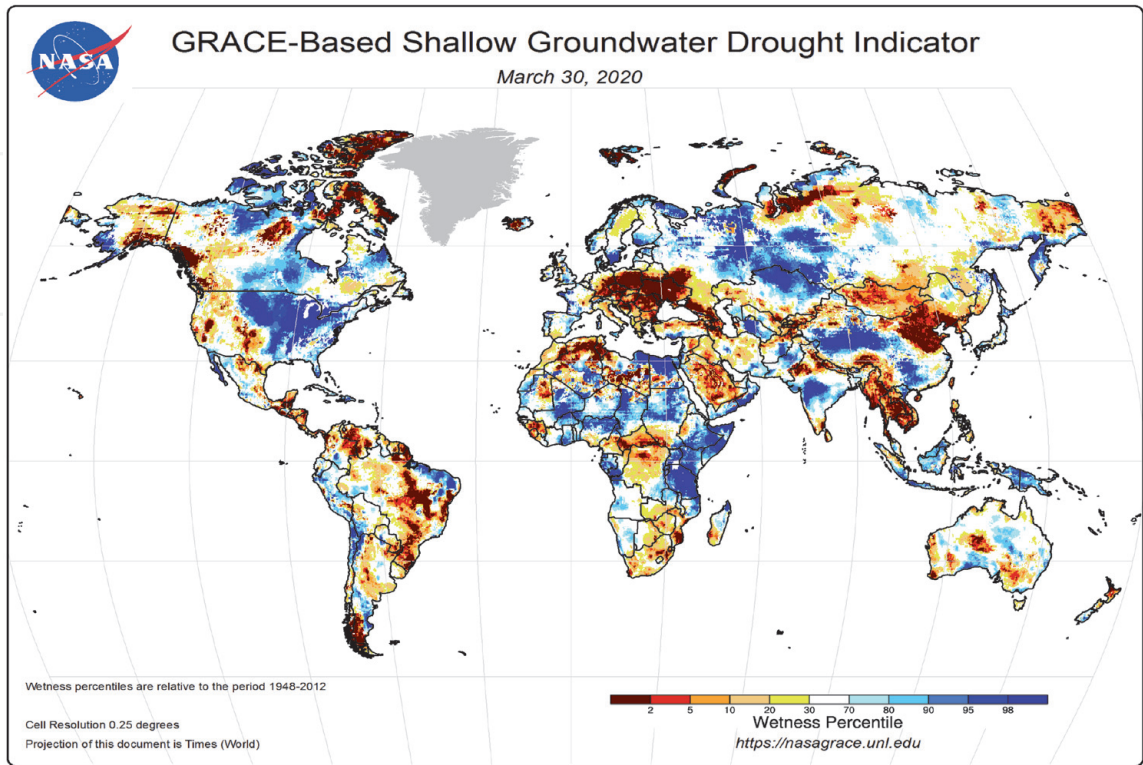 NASA
GRACE-Based Shallow Groundwater Drought Indicator
March 30, 2020
Wetness percentiles are relative to the period 1948-2012
Cell Resolution 0.25 degrees
Projection of this document is Times (World)
2 5 10 20 30 70 80 90 95 98
Wetness Percentile
https://nasagrace.unl.edu